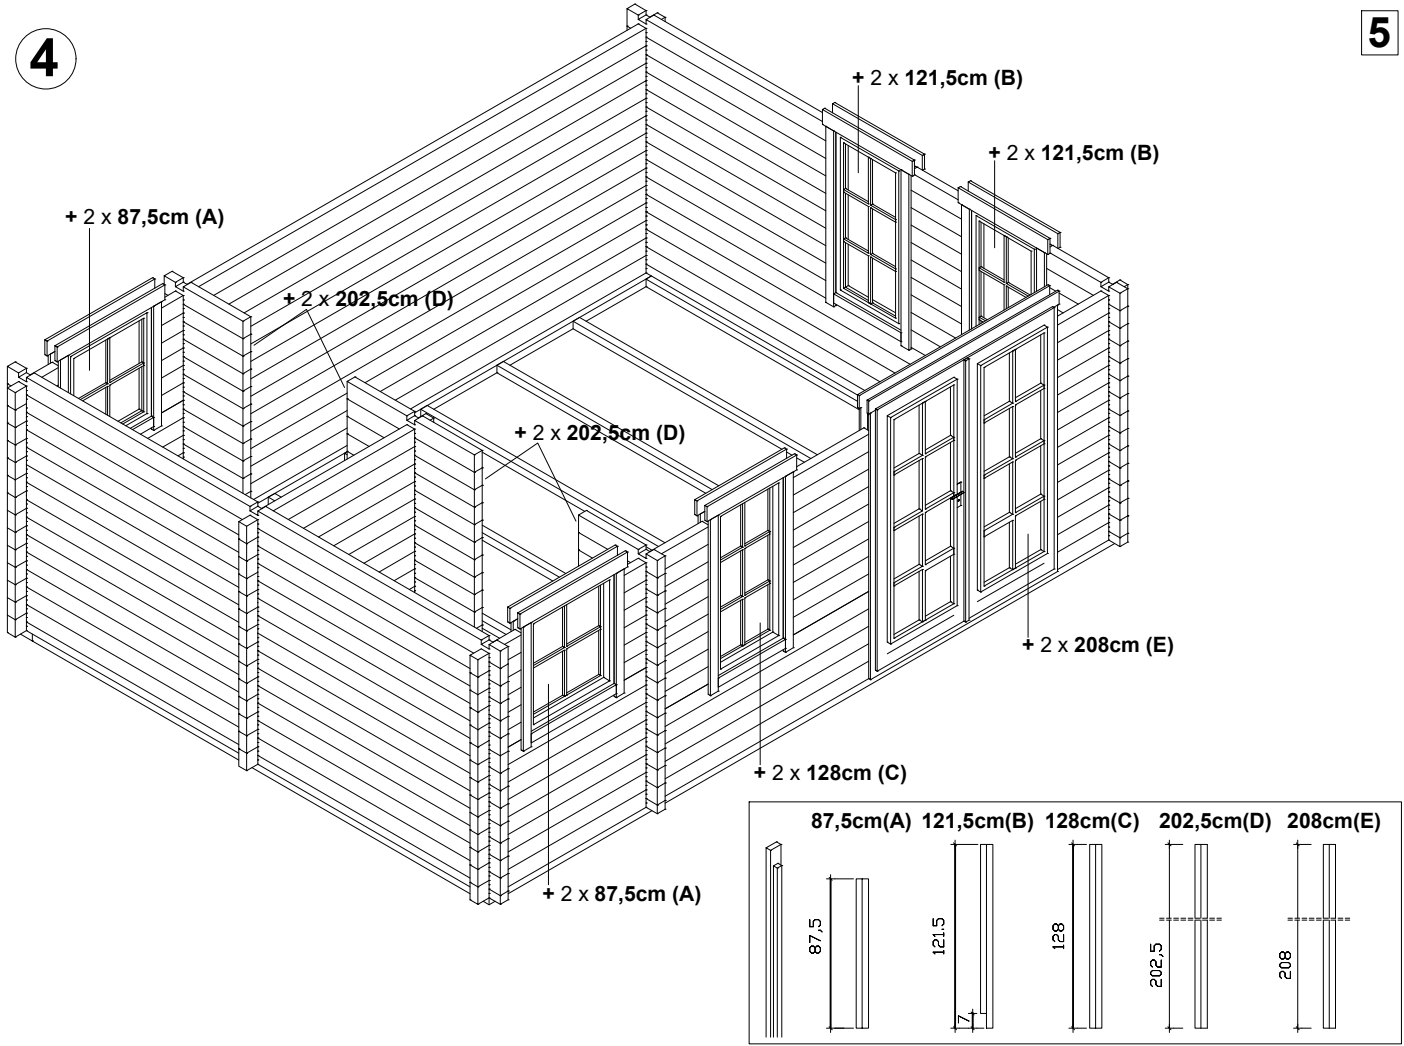 4
5
+ 2 x 121,5cm (B)
+ 2 x 121,5cm (B)
+ 2 x 87,5cm (A)
+ 2 x 202,5cm (D)
+ 2 x 202,5cm (D)
+ 2 x 208cm (E)
+ 2 x 128cm (C)
+ 2 x 87,5cm (A)
87,5cm(A) 121,5cm(B) 128cm(C) 202,5cm(D) 208cm(E)
87,5
121.5
7
128
202,5
208